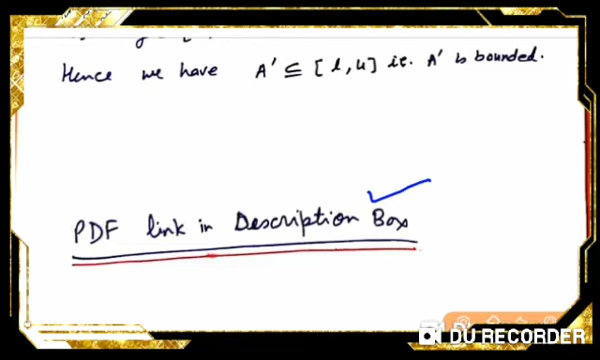 Hence we have A' ⊆ [l, u] i.e. A' is bounded.
PDF link in Description Box
DU RECORDER